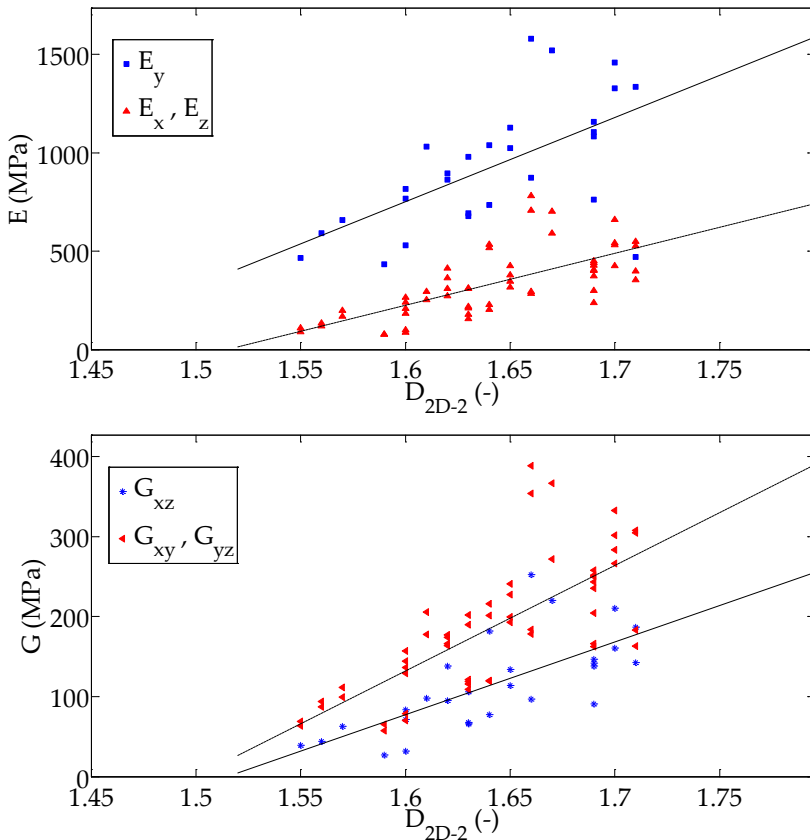 1500
1000
500
0
E (MPa)
E_y
E_x , E_z
1.45 1.5 1.55 1.6 1.65 1.7 1.75
D_2D-2 (-)
400
300
200
100
0
G (MPa)
G_xz
G_xy , G_yz
1.45 1.5 1.55 1.6 1.65 1.7 1.75
D_2D-2 (-)